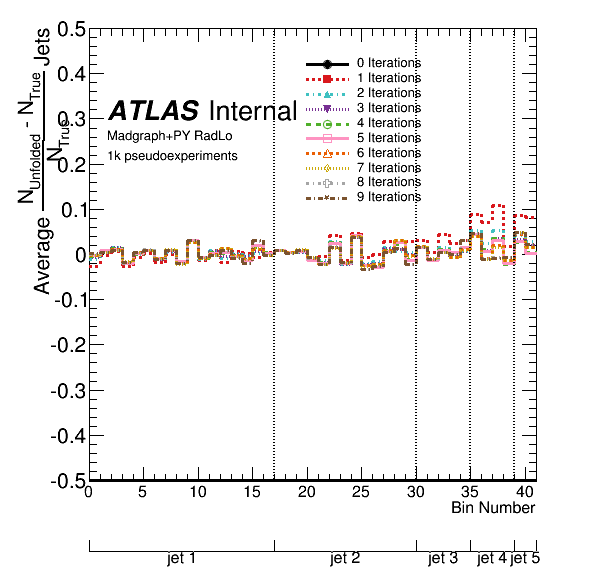 0.5
0.4
0.3
0.2
0.1
0
-0.1
-0.2
-0.3
-0.4
-0.5
Average N_Unfolded - N_True / N_True Jets
ATLAS Internal
Madgraph+PY RadLo
1k pseudoexperiments
0 Iterations
1 Iterations
2 Iterations
3 Iterations
4 Iterations
5 Iterations
6 Iterations
7 Iterations
8 Iterations
9 Iterations
0 5 10 15 20 25 30 35 40
Bin Number
jet 1 jet 2 jet 3 jet 4 jet 5